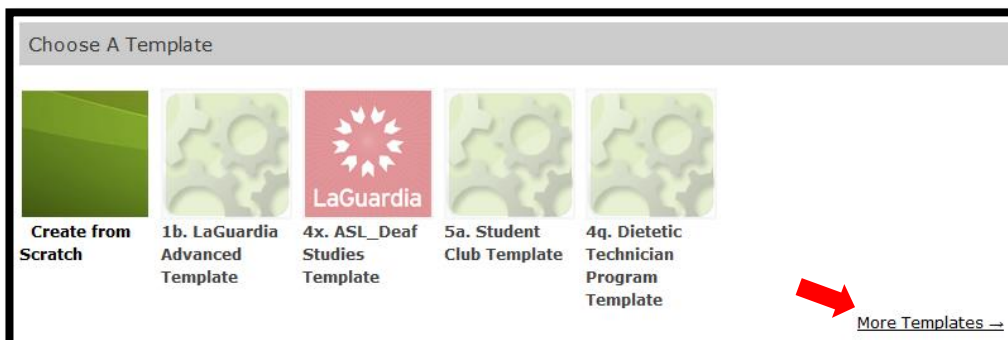 Choose A Template
LaGuardia
Create from
Scratch
1b. LaGuardia
Advanced
Template
4x. ASL_Deaf
Studies
Template
5a. Student
Club Template
4q. Dietetic
Technician
Program
Template
More Templates →